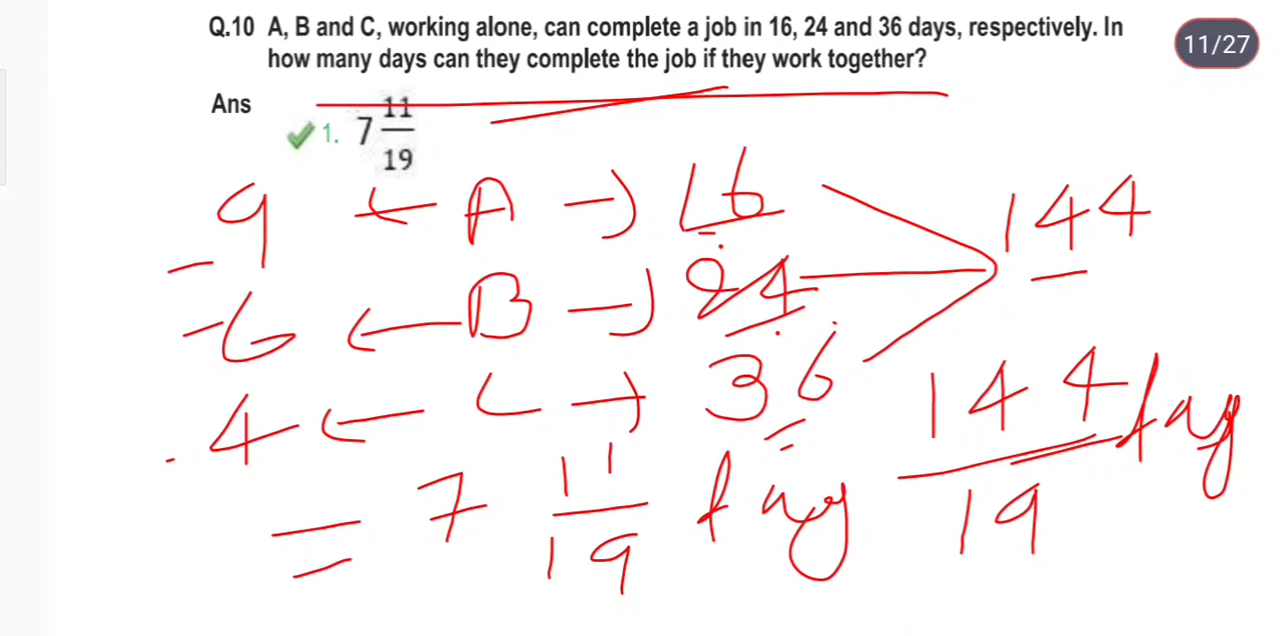 Q.10 A, B and C, working alone, can complete a job in 16, 24 and 36 days, respectively. In
how many days can they complete the job if they work together?
11/27
Ans
1. 7 11/19
9 ← A → 16
144
6 ← B → 24
4 ← C → 36
144/19 day
= 7 11/19 day